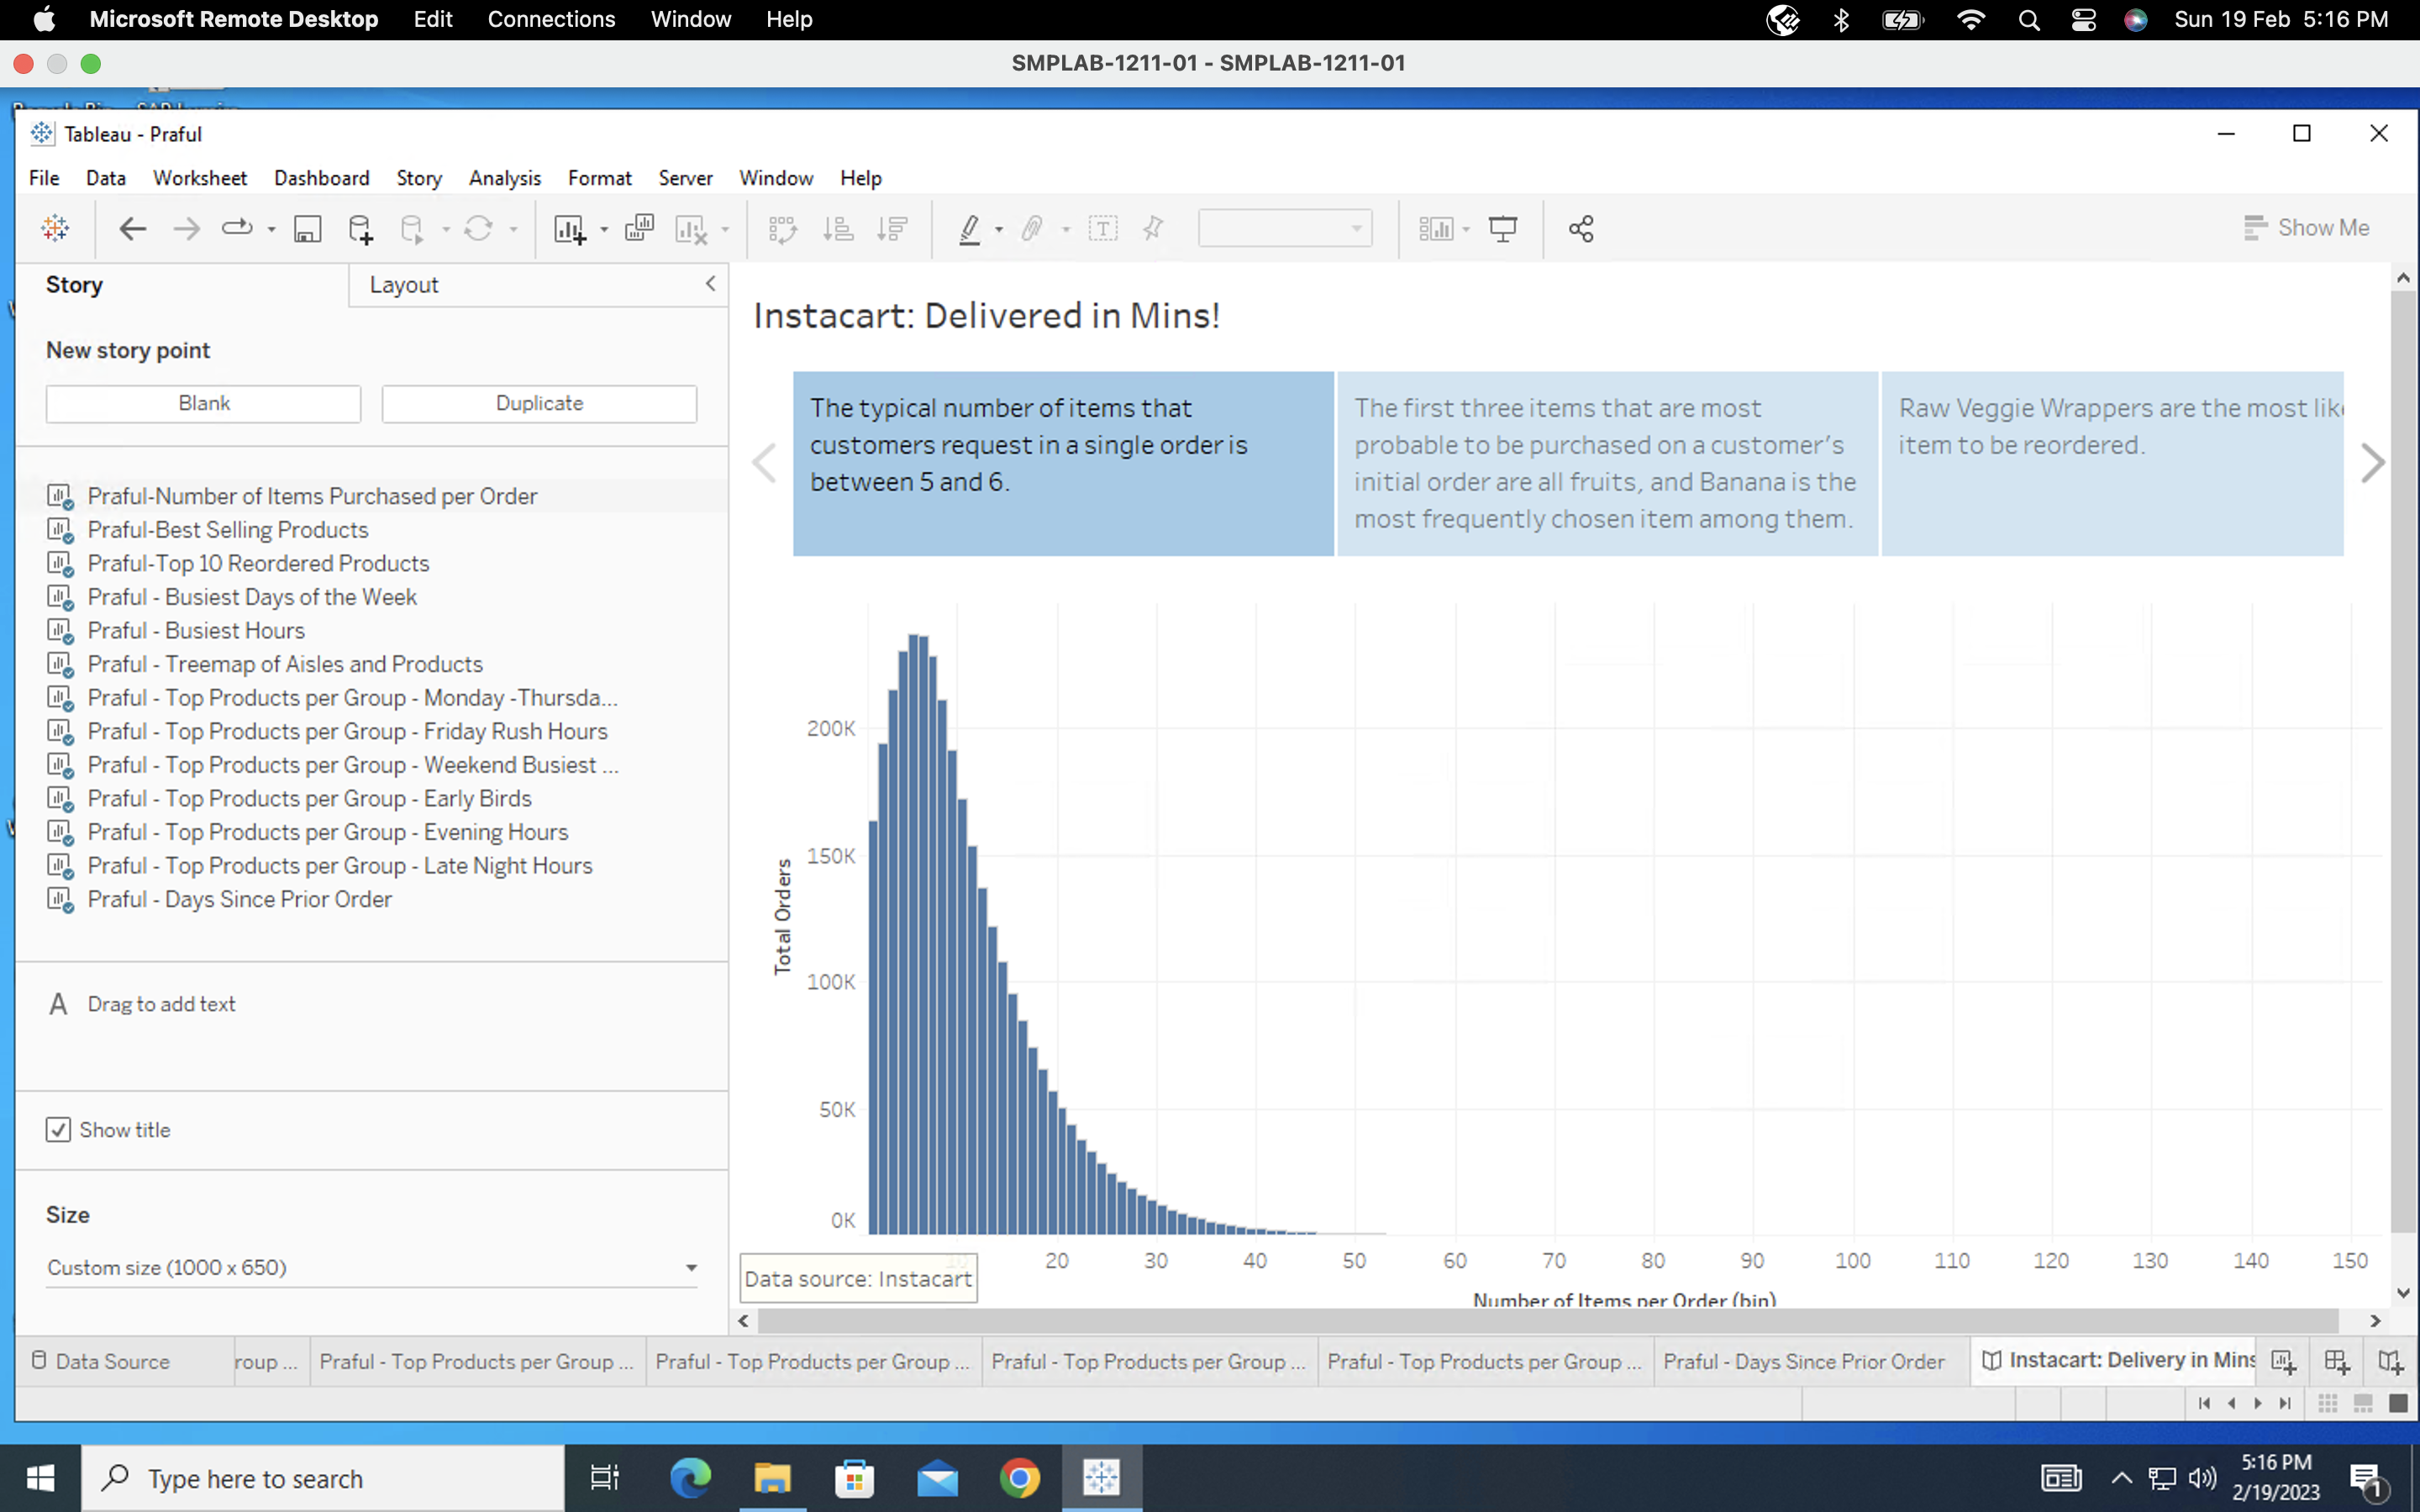 Microsoft Remote Desktop Edit Connections Window Help Sun 19 Feb 5:16 PM
SMPLAB-1211-01 - SMPLAB-1211-01
Tableau - Praful
File Data Worksheet Dashboard Story Analysis Format Server Window Help
Show Me
Story Layout
New story point
Blank Duplicate
Praful-Number of Items Purchased per Order
Praful-Best Selling Products
Praful-Top 10 Reordered Products
Praful - Busiest Days of the Week
Praful - Busiest Hours
Praful - Treemap of Aisles and Products
Praful - Top Products per Group - Monday -Thursda...
Praful - Top Products per Group - Friday Rush Hours
Praful - Top Products per Group - Weekend Busiest ...
Praful - Top Products per Group - Early Birds
Praful - Top Products per Group - Evening Hours
Praful - Top Products per Group - Late Night Hours
Praful - Days Since Prior Order
A Drag to add text
Show title
Size
Custom size (1000 x 650)
Instacart: Delivered in Mins!
The typical number of items that
customers request in a single order is
between 5 and 6.
The first three items that are most
probable to be purchased on a customer's
initial order are all fruits, and Banana is the
most frequently chosen item among them.
Raw Veggie Wrappers are the most lik
item to be reordered.
Total Orders
200K
150K
100K
50K
0K
10 20 30 40 50 60 70 80 90 100 110 120 130 140 150
Data source: Instacart
Number of Items per Order (bin)
Data Source roup ... Praful - Top Products per Group ... Praful - Top Products per Group ... Praful - Top Products per Group ... Praful - Top Products per Group ... Praful - Days Since Prior Order Instacart: Delivery in Mins
Type here to search
5:16 PM
2/19/2023
1